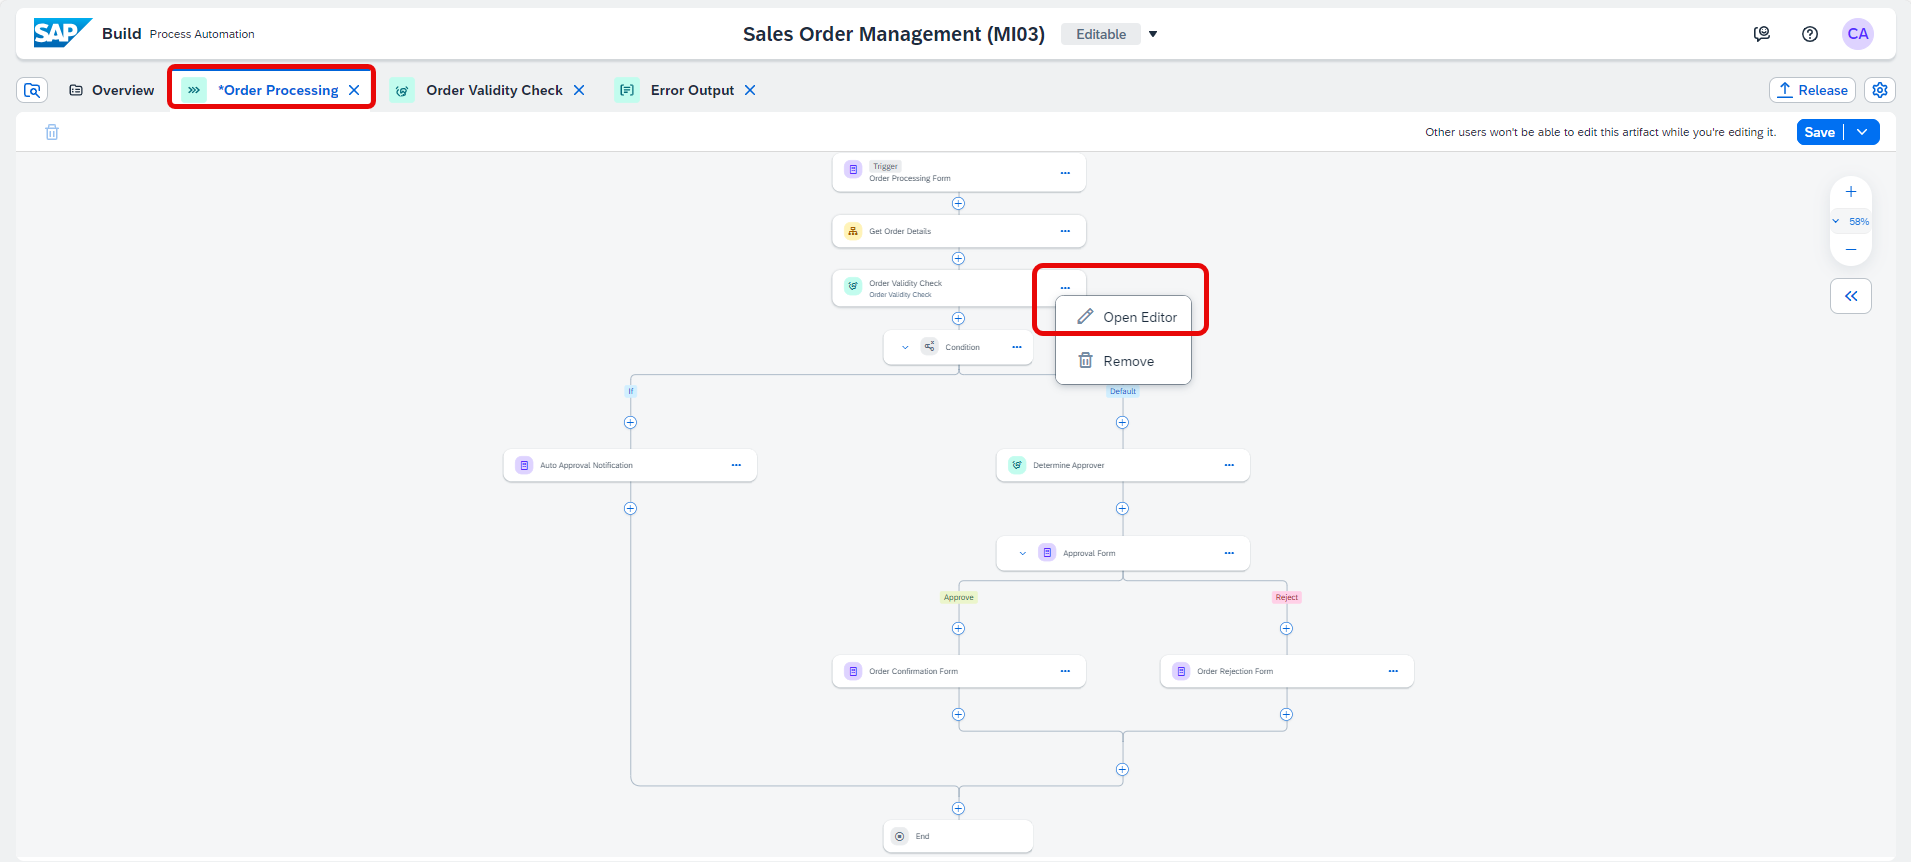 SAP Build Process Automation
Sales Order Management (MI03) Editable
CA
Overview
*Order Processing
Order Validity Check
Error Output
Release
Other users won't be able to edit this artifact while you're editing it.
Save
Trigger
Order Processing Form
Get Order Details
Order Validity Check
Order Validity Check
58%
Open Editor
Remove
Condition
If
Default
Auto Approval Notification
Determine Approver
Approval Form
Approve
Reject
Order Confirmation Form
Order Rejection Form
End